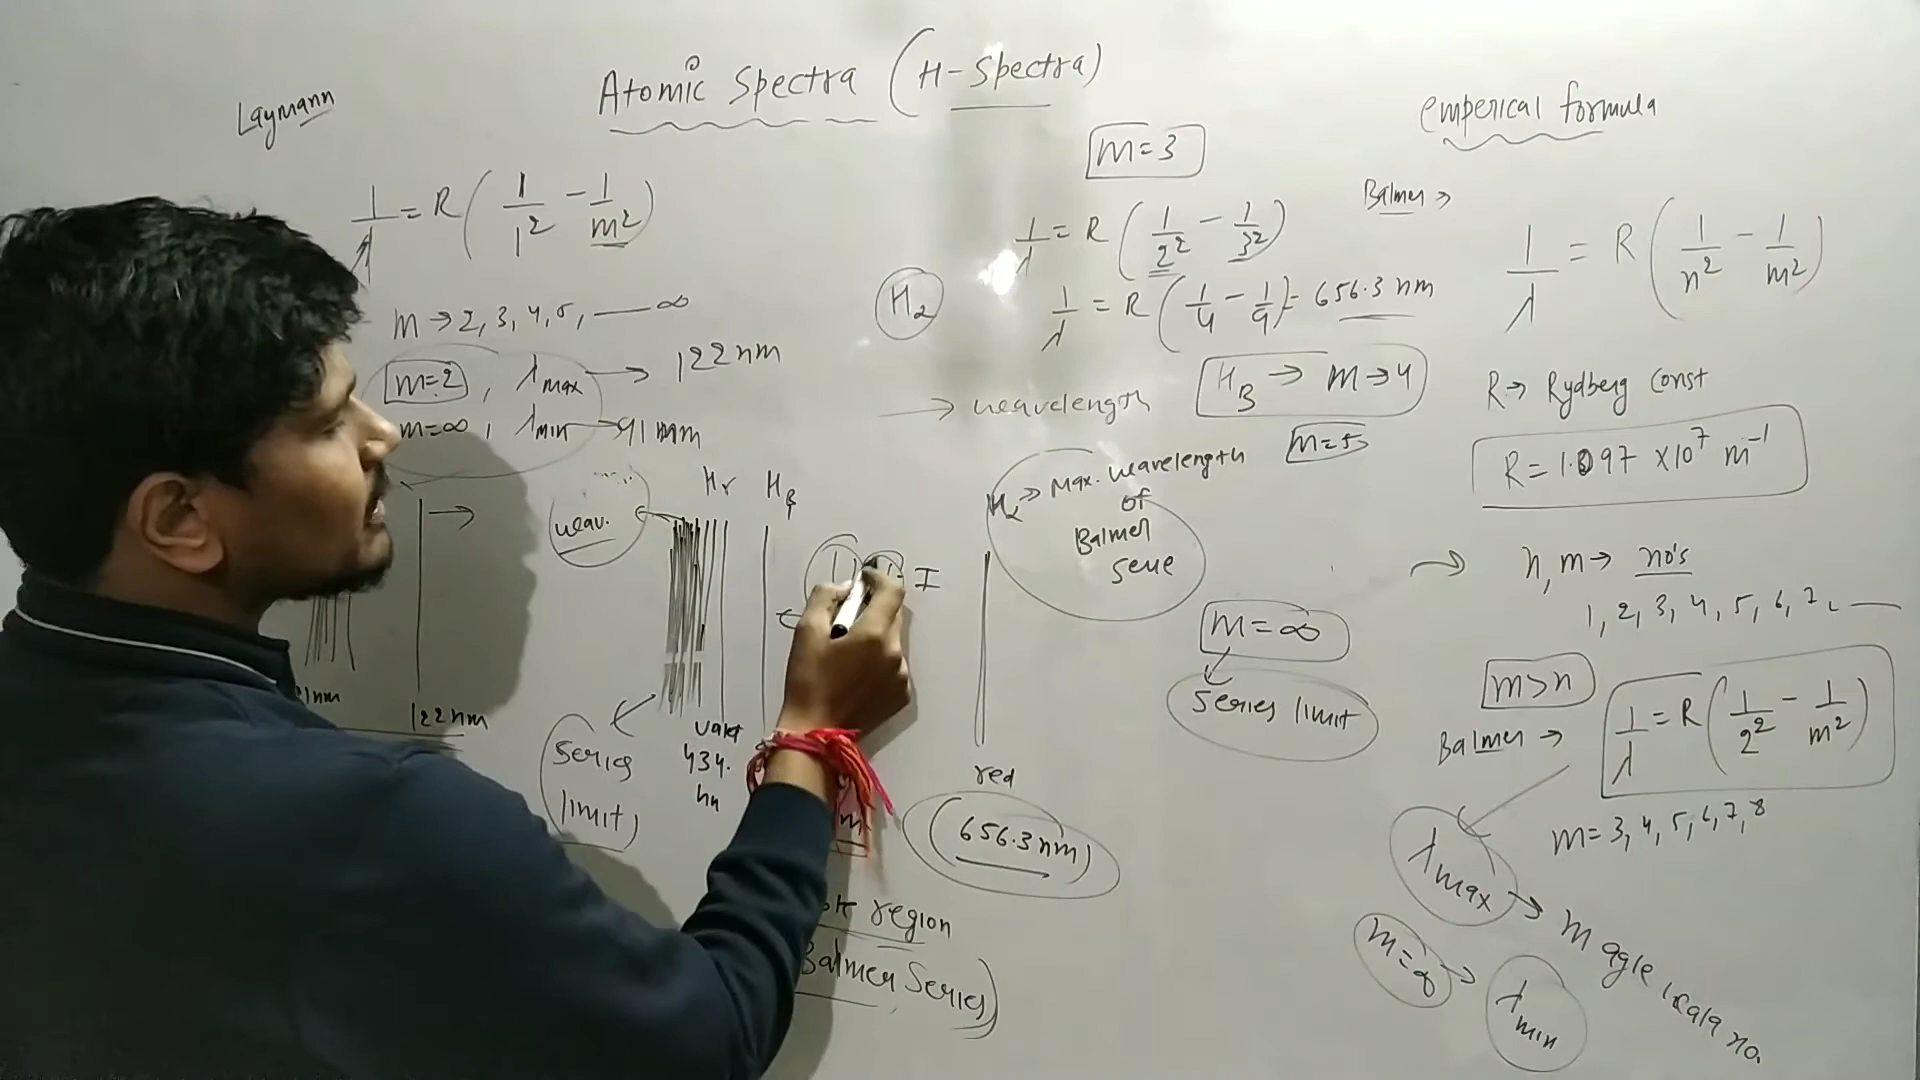 Atomic Spectra (H-Spectra)
Laymann
1/λ = R(1/1² - 1/m²)
m→2, 3, 4, 5, — ∞
m=2, λmax → 122 nm
m=∞, λmin → 91 nm
122 nm
weav.
Hγ Hβ
I
series
limit)
434.
red
(656.3 nm)
region
Balmer Series)
m=3
1/λ = R(1/2² - 1/3²)
1/λ = R(1/4 - 1/9) = 656.3 nm
Hα
→ weavelength
Hβ → m→4
m=5
Hα → Max. wavelength
of
Balmer
serie
m=∞
Series limit
emperical formula
Balmer →
1/λ = R(1/n² - 1/m²)
R→ Rydberg Const
R=1.097 ×10⁷ m⁻¹
n, m→ no's
1, 2, 3, 4, 5, 6, 7, —
m>n
Balmer → 1/λ = R(1/2² - 1/m²)
m=3, 4, 5, 6, 7, 8
λmax → m agle wala no.
m=∞ → λmin